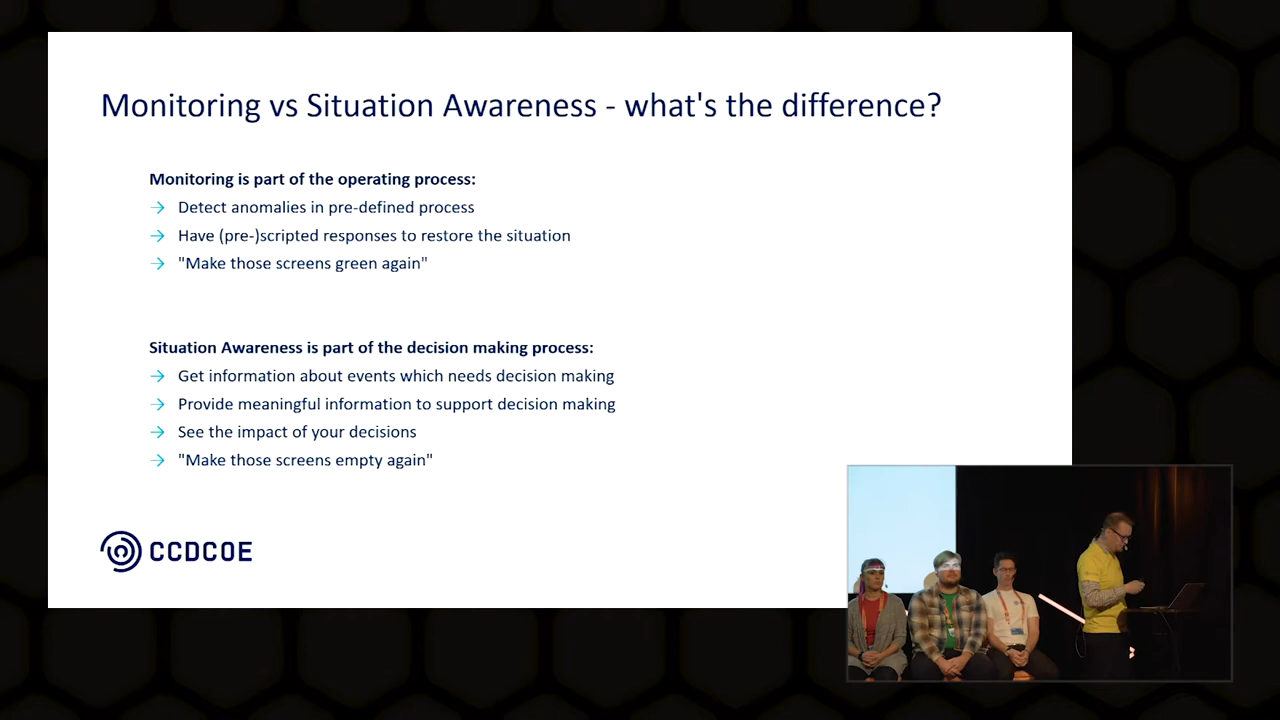 Monitoring vs Situation Awareness - what's the difference?
Monitoring is part of the operating process:
→ Detect anomalies in pre-defined process
→ Have (pre-)scripted responses to restore the situation
→ "Make those screens green again"
Situation Awareness is part of the decision making process:
→ Get information about events which needs decision making
→ Provide meaningful information to support decision making
→ See the impact of your decisions
→ "Make those screens empty again"
CCDCOE